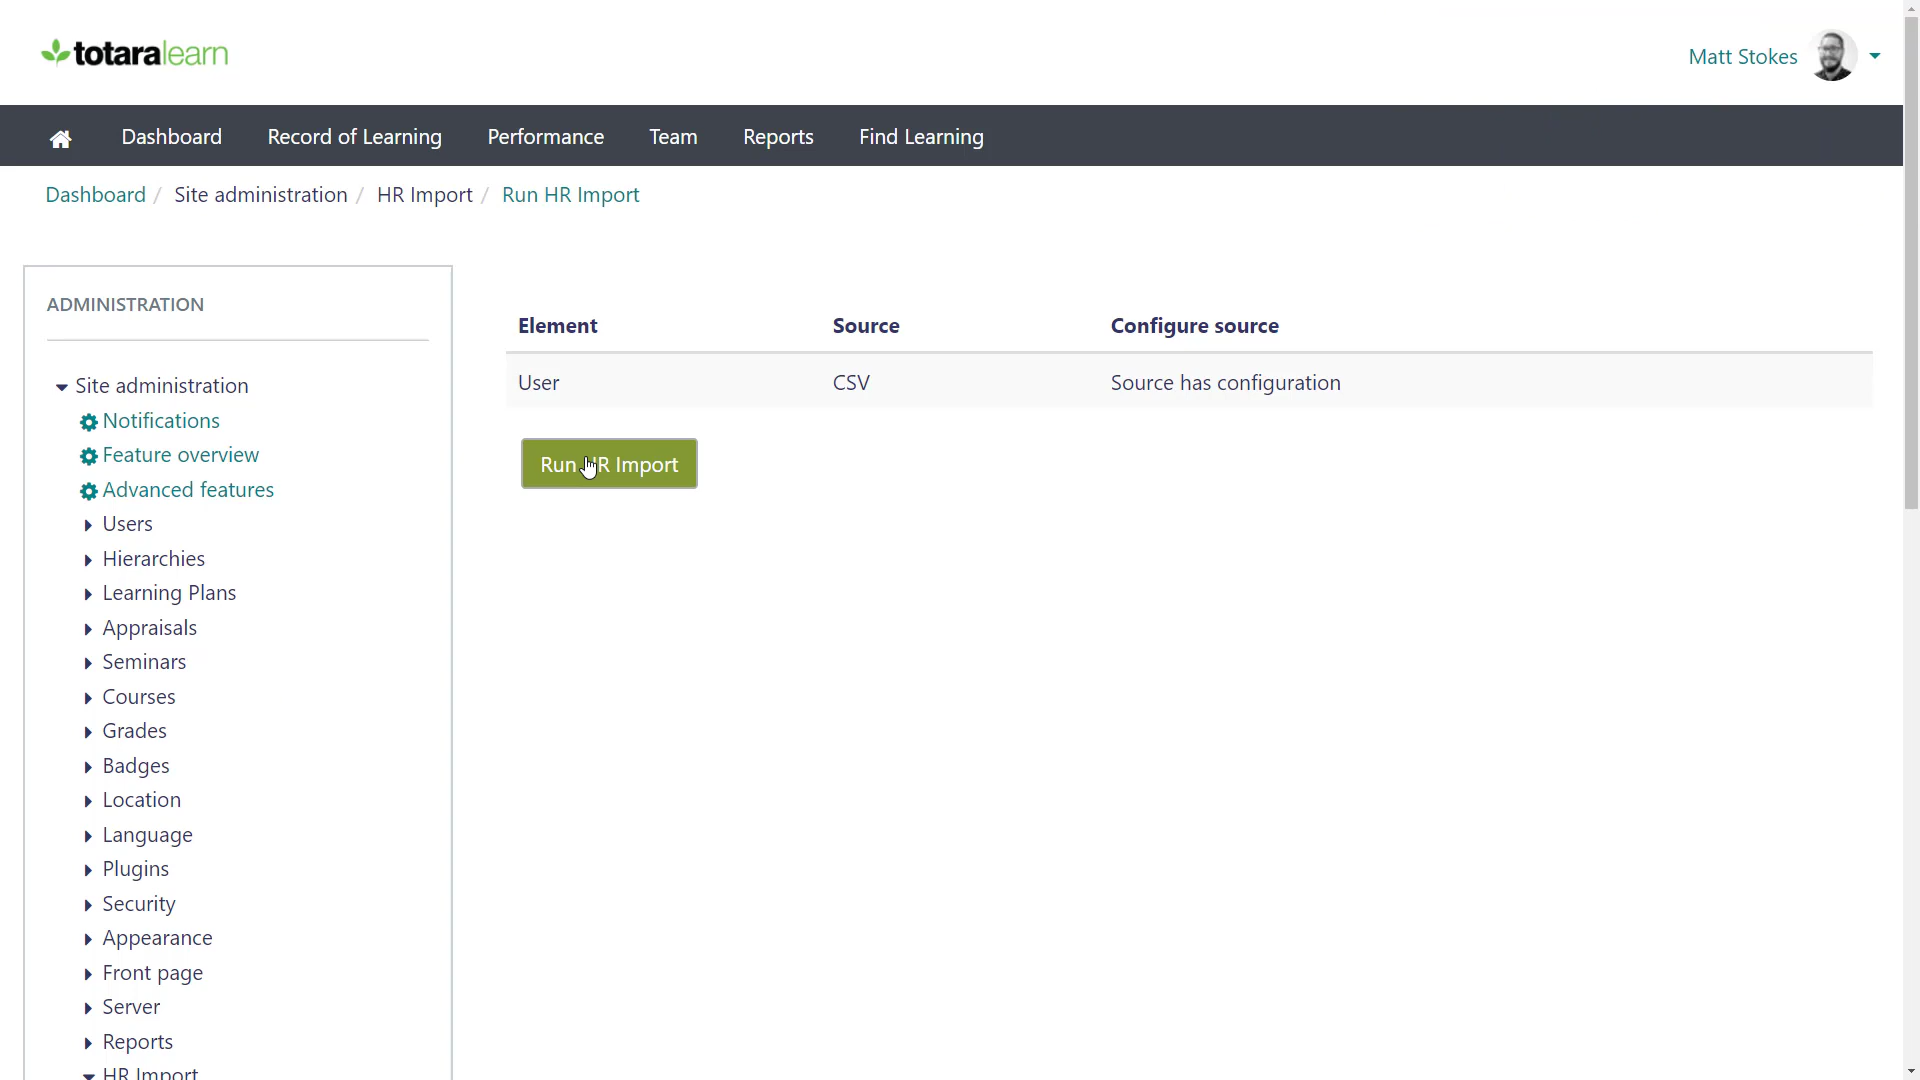 totaralearn
Matt Stokes
Dashboard Record of Learning Performance Team Reports Find Learning
Dashboard / Site administration / HR Import / Run HR Import
ADMINISTRATION
Site administration
Notifications
Feature overview
Advanced features
Users
Hierarchies
Learning Plans
Appraisals
Seminars
Courses
Grades
Badges
Location
Language
Plugins
Security
Appearance
Front page
Server
Reports
HR Import
Element Source Configure source
User CSV Source has configuration
Run HR Import